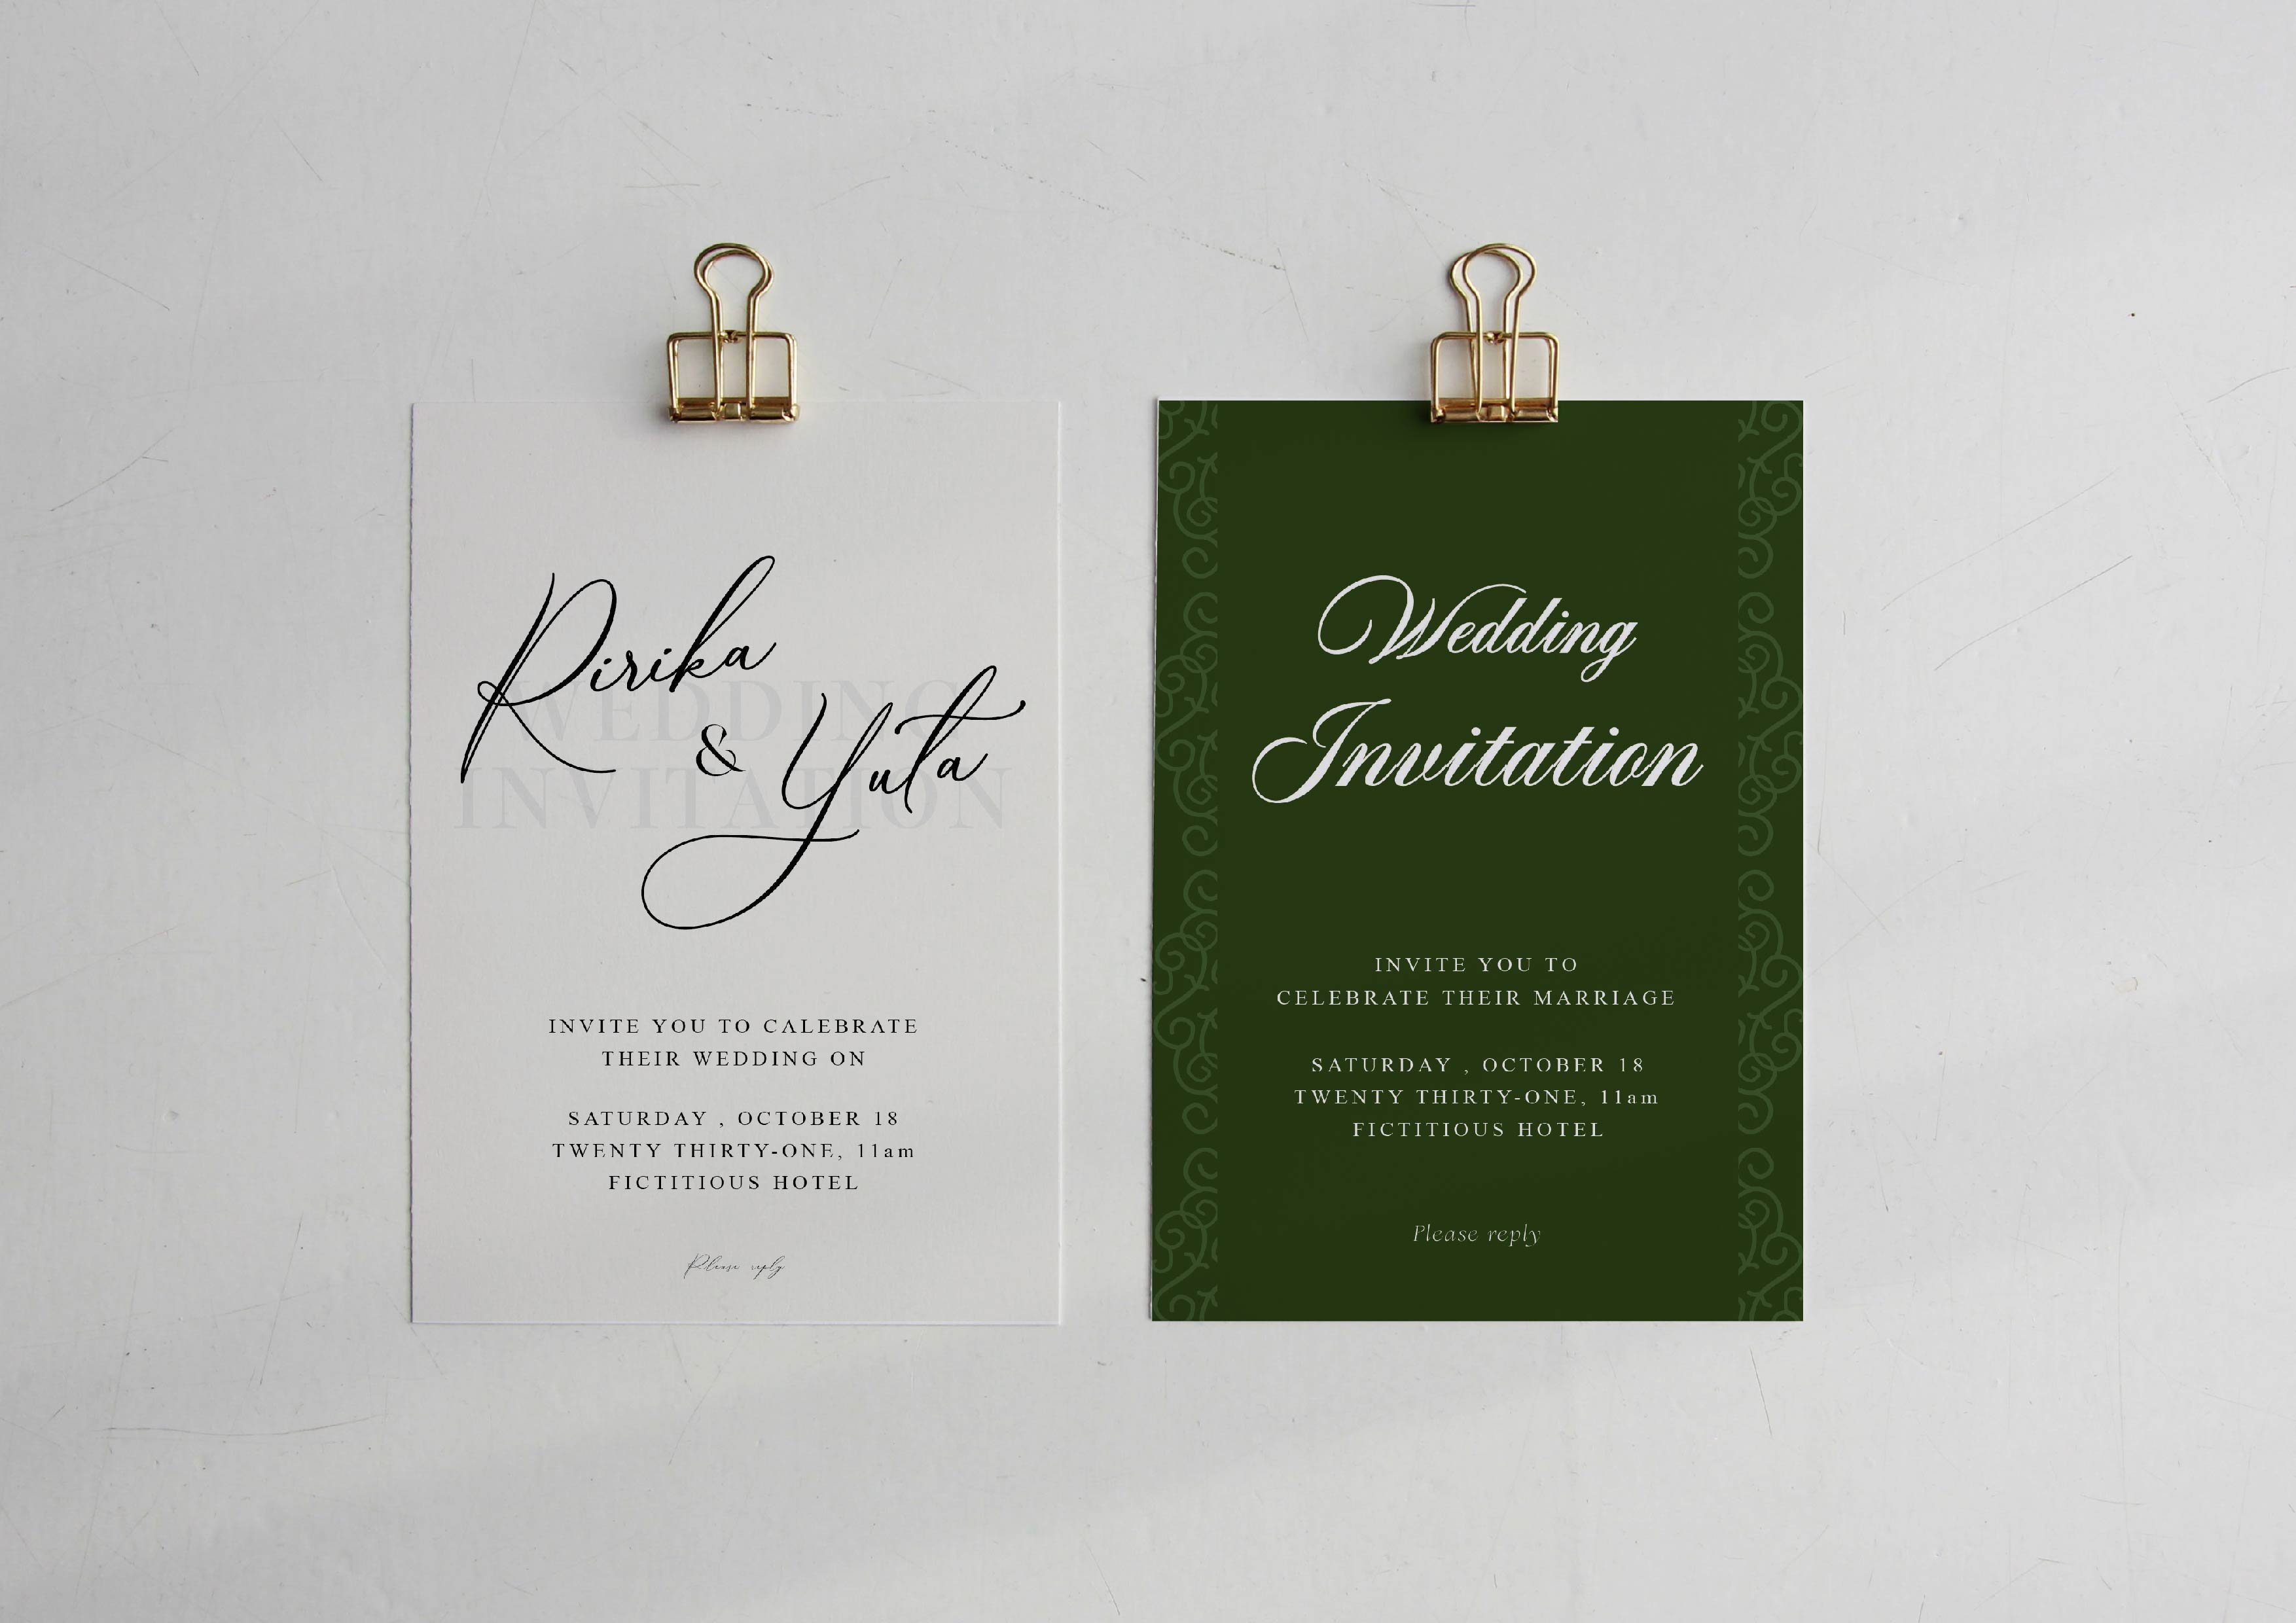 Ririka
& Yuta
WEDDING
INVITATION
INVITE YOU TO CALEBRATE
THEIR WEDDING ON
SATURDAY , OCTOBER 18
TWENTY THIRTY-ONE, 11am
FICTITIOUS HOTEL
Please reply
Wedding
Invitation
INVITE YOU TO
CELEBRATE THEIR MARRIAGE
SATURDAY , OCTOBER 18
TWENTY THIRTY-ONE, 11am
FICTITIOUS HOTEL
Please reply